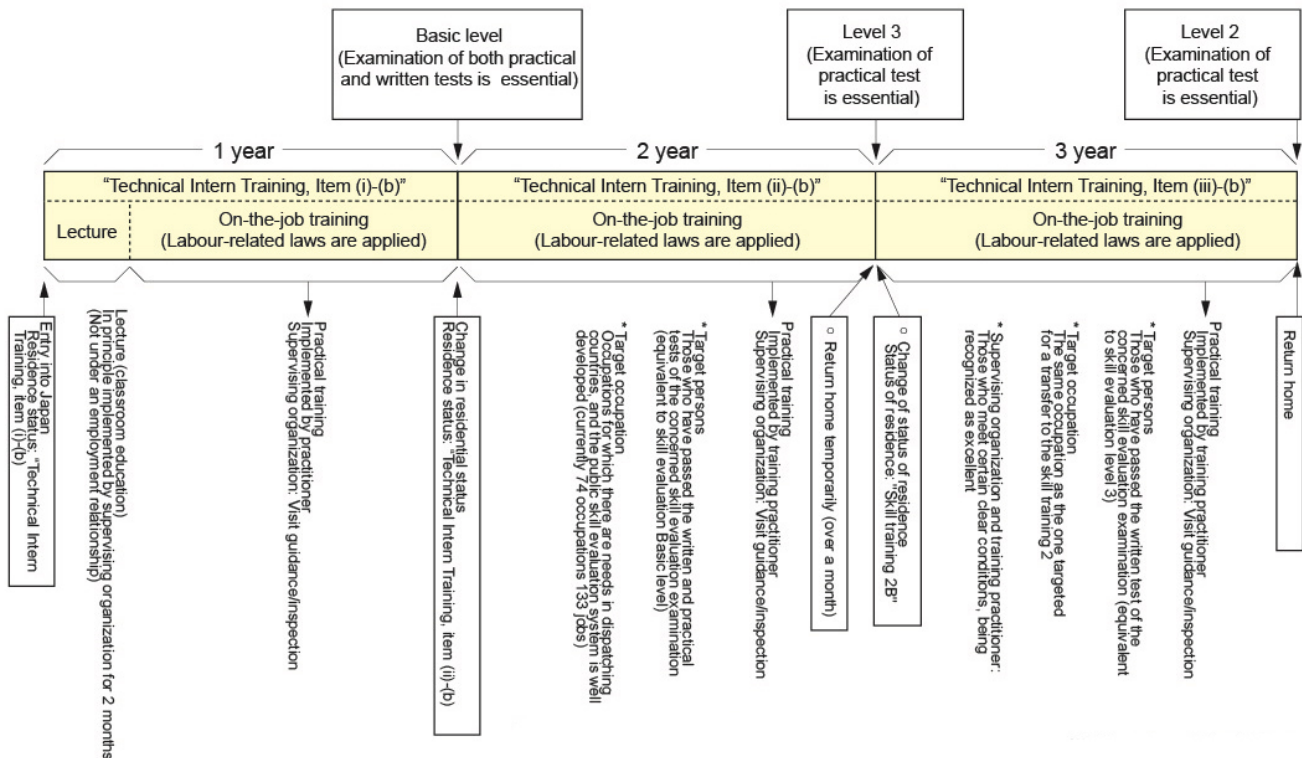 Basic level
(Examination of both practical
and written tests is essential)
Level 3
(Examination of
practical test
is essential)
Level 2
(Examination of
practical test
is essential)
1 year
2 year
3 year
“Technical Intern Training, Item (i)-(b)”
“Technical Intern Training, Item (ii)-(b)”
“Technical Intern Training, Item (iii)-(b)”
Lecture
On-the-job training
(Labour-related laws are applied)
On-the-job training
(Labour-related laws are applied)
On-the-job training
(Labour-related laws are applied)
Entry into Japan
Residence status: “Technical Intern
Training, item (i)-(b)
Lecture (classroom education)
In principle implemented by supervising organization for 2 months
(Not under an employment relationship)
Practical training
Implemented by practitioner
Supervising organization: Visit guidance/inspection
Change in residential status
Residence status: "Technical Intern Training, item (ii)-(b)
* Target occupation
Occupations for which there are needs in dispatching
countries, and the public skill evaluation system is well
developed (currently 74 occupations 133 jobs)
* Target persons
Those who have passed the written and practical
tests of the concerned skill evaluation examination
(equivalent to skill evaluation Basic level)
Practical training
Implemented by training practitioner
Supervising organization: Visit guidance/inspection
○ Return home temporarily (over a month)
○ Change of status of residence
Status of residence: "Skill training 2B"
* Supervising organization and training practitioner:
Those who meet certain clear conditions, being
recognized as excellent
* Target occupation
The same occupation as the one targeted
for a transfer to the skill training 2
* Target persons
Those who have passed the written test of the
concerned skill evaluation examination (equivalent
to skill evaluation level 3)
Practical training
Implemented by training practitioner
Supervising organization: Visit guidance/inspection
Return home